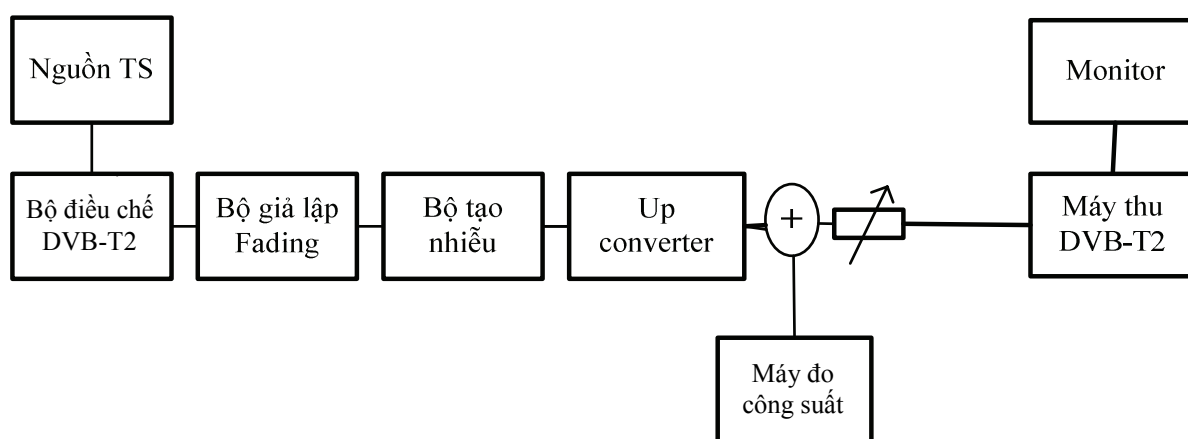 Nguồn TS
Monitor
Bộ điều chế
DVB-T2
Bộ giả lập
Fading
Bộ tạo
nhiễu
Up
converter
+
Máy thu
DVB-T2
Máy đo
công suất